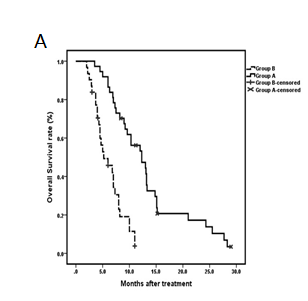 A
Overall Survival rate (%)
1.0
0.8
0.6
0.4
0.2
0.0
.0 5.0 10.0 15.0 20.0 25.0 30.0
Months after treatment
Group B
Group A
Group B-censored
Group A-censored